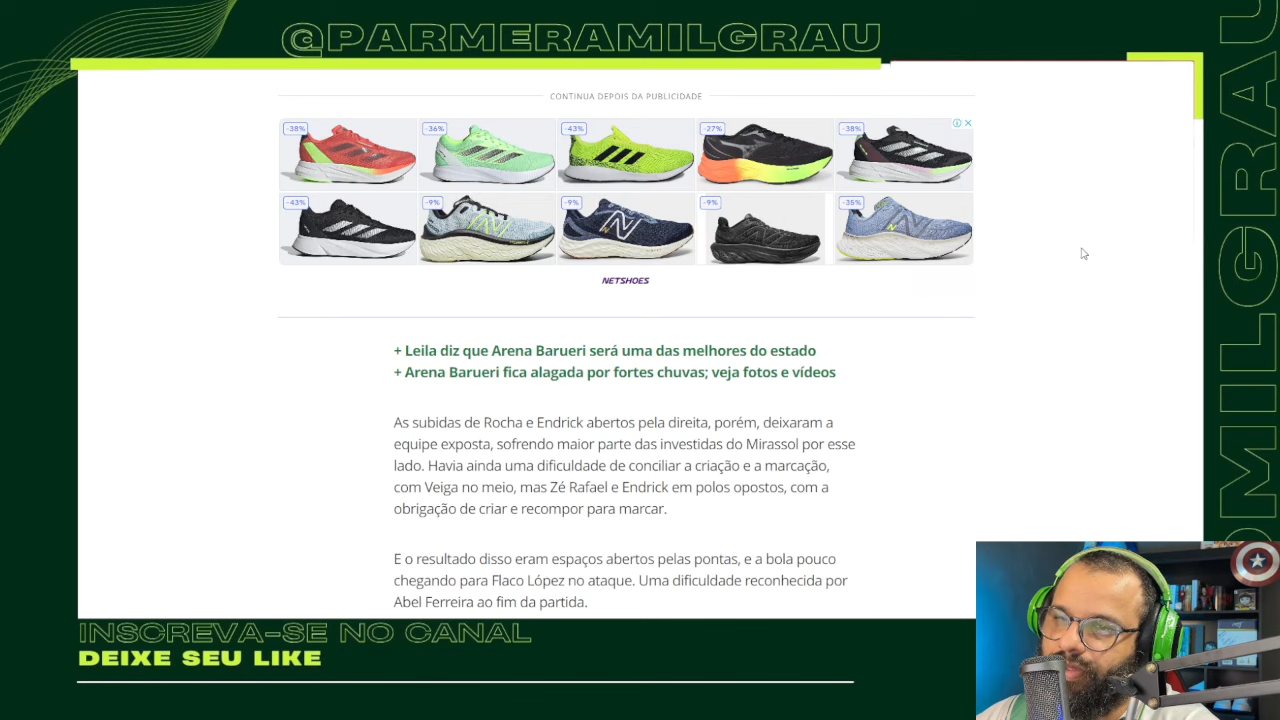 @PARMERAMILGRAU
CONTINUA DEPOIS DA PUBLICIDADE
-38%
-36%
-43%
-27%
-38%
-43%
-9%
-9%
-9%
-35%
NETSHOES
+ Leila diz que Arena Barueri será uma das melhores do estado
+ Arena Barueri fica alagada por fortes chuvas; veja fotos e vídeos
As subidas de Rocha e Endrick abertos pela direita, porém, deixaram a
equipe exposta, sofrendo maior parte das investidas do Mirassol por esse
lado. Havia ainda uma dificuldade de conciliar a criação e a marcação,
com Veiga no meio, mas Zé Rafael e Endrick em polos opostos, com a
obrigação de criar e recompor para marcar.
E o resultado disso eram espaços abertos pelas pontas, e a bola pouco
chegando para Flaco López no ataque. Uma dificuldade reconhecida por
Abel Ferreira ao fim da partida.
INSCREVA-SE NO CANAL
DEIXE SEU LIKE
OMILGRAU